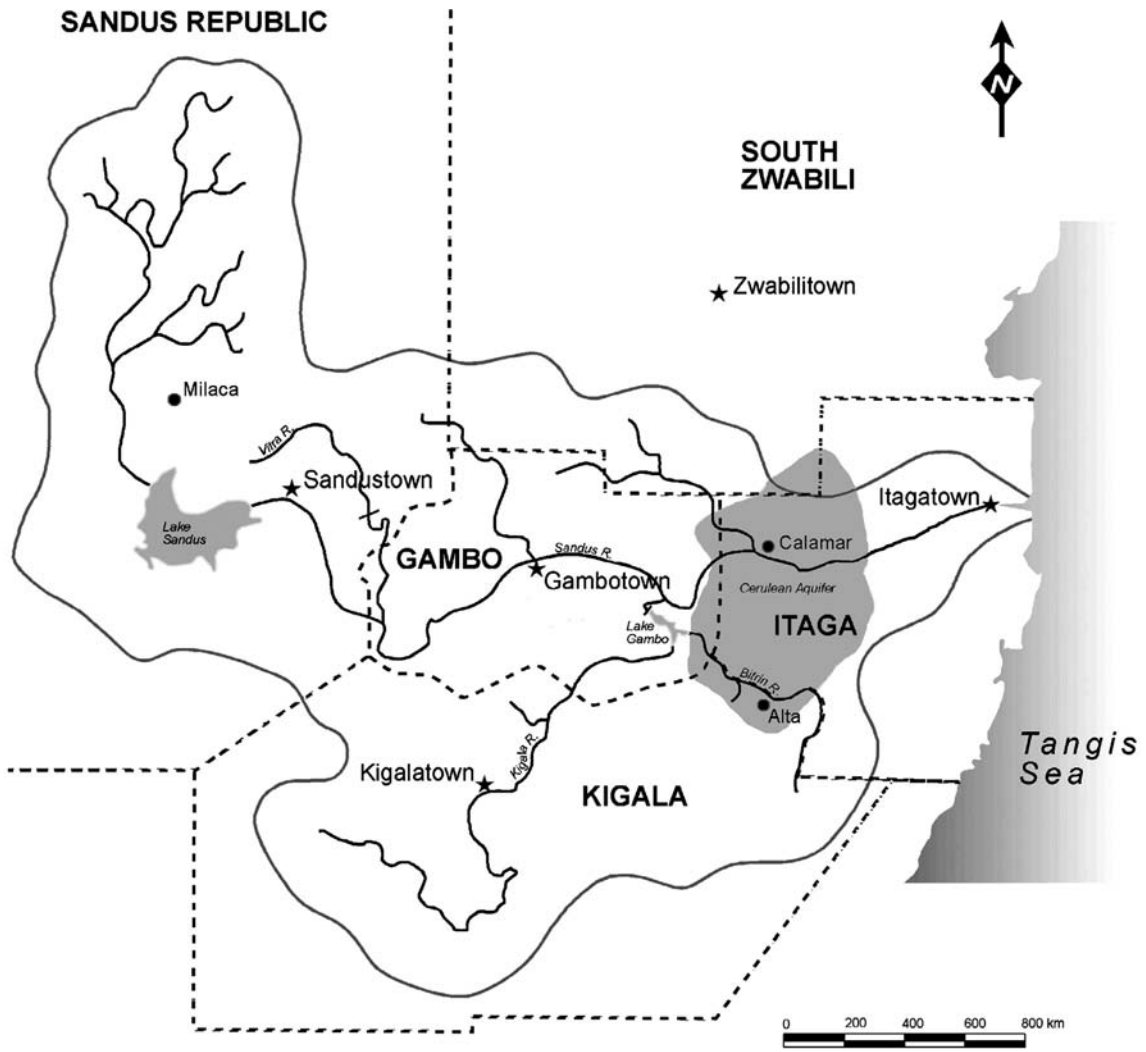 SANDUS REPUBLIC
N
SOUTH
ZWABILI
Zwabilitown
Milaca
Vitra R.
Sandustown
Itagatown
Lake
Sandus
Calamar
GAMBO
Sandus R.
Gambotown
Cerulean Aquifer
ITAGA
Lake
Gambo
Bitrin R.
Alta
Kigala R.
Tangis
Sea
Kigalatown
KIGALA
0 200 400 600 800 km